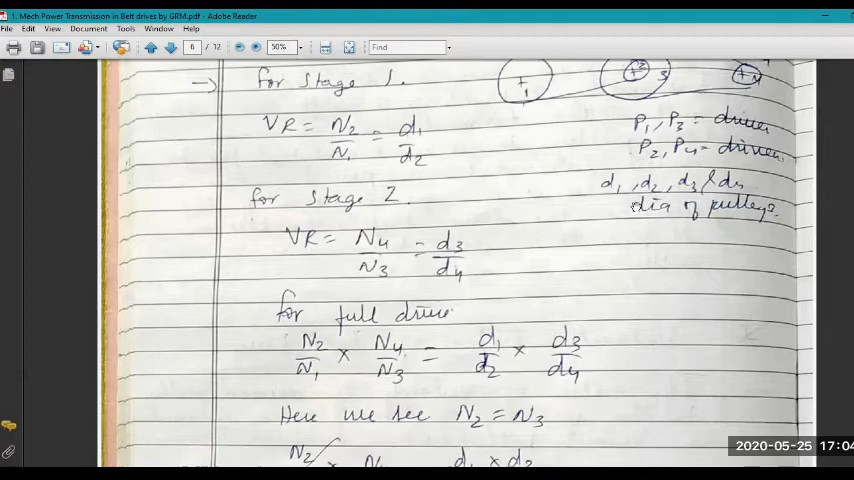 1. Mech Power Transmission in Belt drives by GRM.pdf - Adobe Reader
File Edit View Document Tools Window Help
6 / 12 50% Find
→ for Stage 1.
+1 +2 3
VR = N2/N1 = d1/d2
P1, P3 = driver
P2, P4 = driven.
for Stage 2.
d1, d2, d3 & d4
dia of pulleys.
VR = N4/N3 = d3/d4
for full drive
N2/N1 × N4/N3 = d1/d2 × d3/d4
Here we see N2 = N3
2020-05-25 17:04